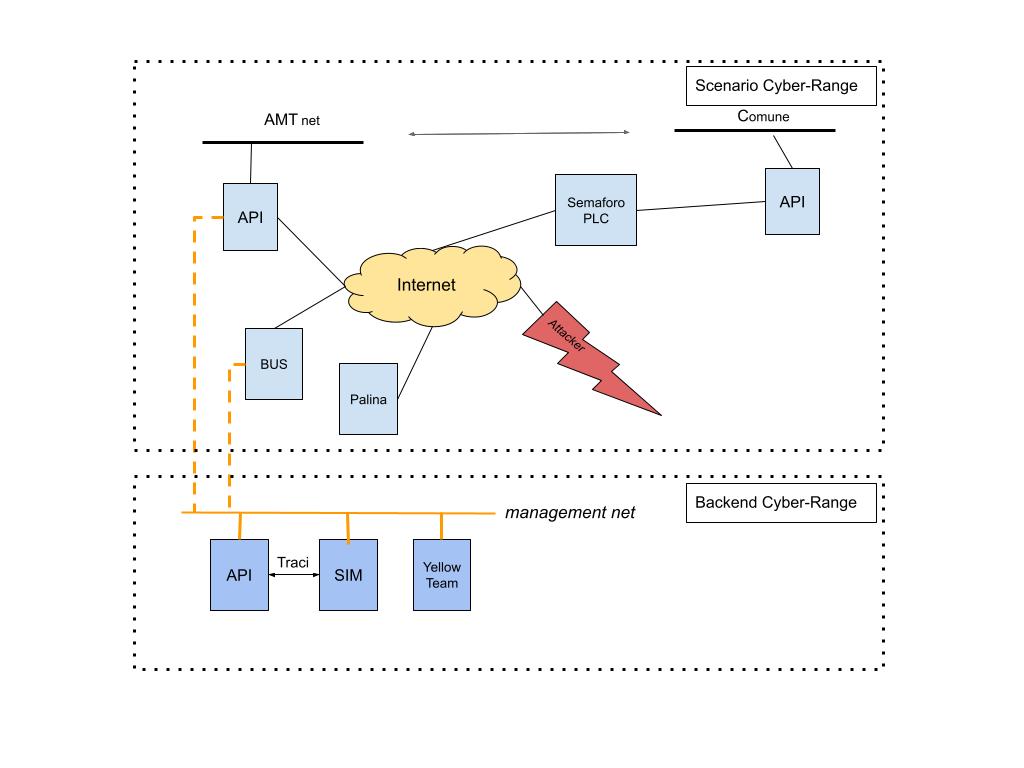 Scenario Cyber-Range
AMT net
Comune
API
Semaforo
PLC
API
Internet
Attacker
BUS
Palina
Backend Cyber-Range
management net
API
Traci
SIM
Yellow
Team